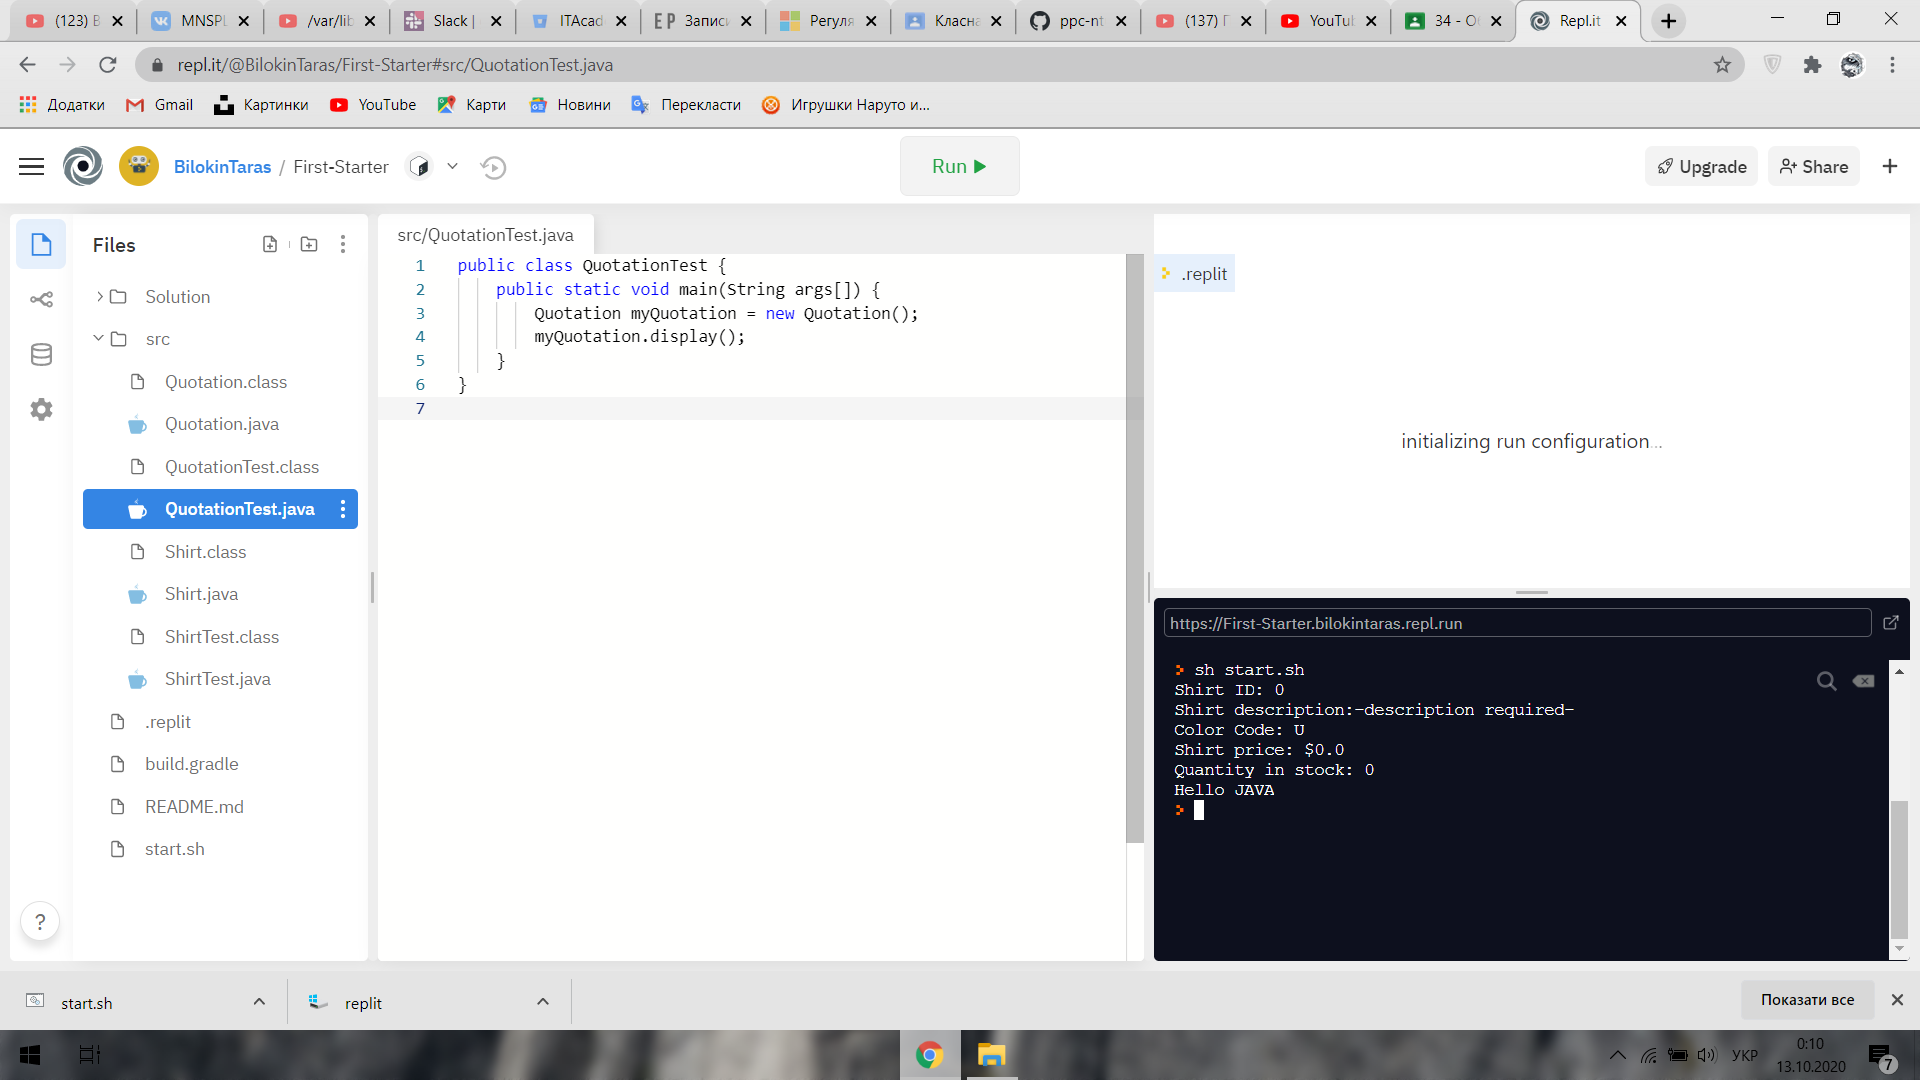 (123) В
MNSPL
/var/lib
Slack |
ITAcad
Записи
Регуля
Класна
ppc-nt
(137) Г
YouTub
34 - О
Repl.it
repl.it/@BilokinTaras/First-Starter#src/QuotationTest.java
Додатки
Gmail
Картинки
YouTube
Карти
Новини
Перекласти
Игрушки Наруто и...
BilokinTaras / First-Starter
Run
Upgrade
Share
Files
Solution
src
Quotation.class
Quotation.java
QuotationTest.class
QuotationTest.java
Shirt.class
Shirt.java
ShirtTest.class
ShirtTest.java
.replit
build.gradle
README.md
start.sh
src/QuotationTest.java
1 public class QuotationTest {
2 public static void main(String args[]) {
3 Quotation myQuotation = new Quotation();
4 myQuotation.display();
5 }
6 }
7
.replit
initializing run configuration...
https://First-Starter.bilokintaras.repl.run
sh start.sh
Shirt ID: 0
Shirt description:-description required-
Color Code: U
Shirt price: $0.0
Quantity in stock: 0
Hello JAVA
?
start.sh
replit
Показати все
УКР
0:10
13.10.2020
7